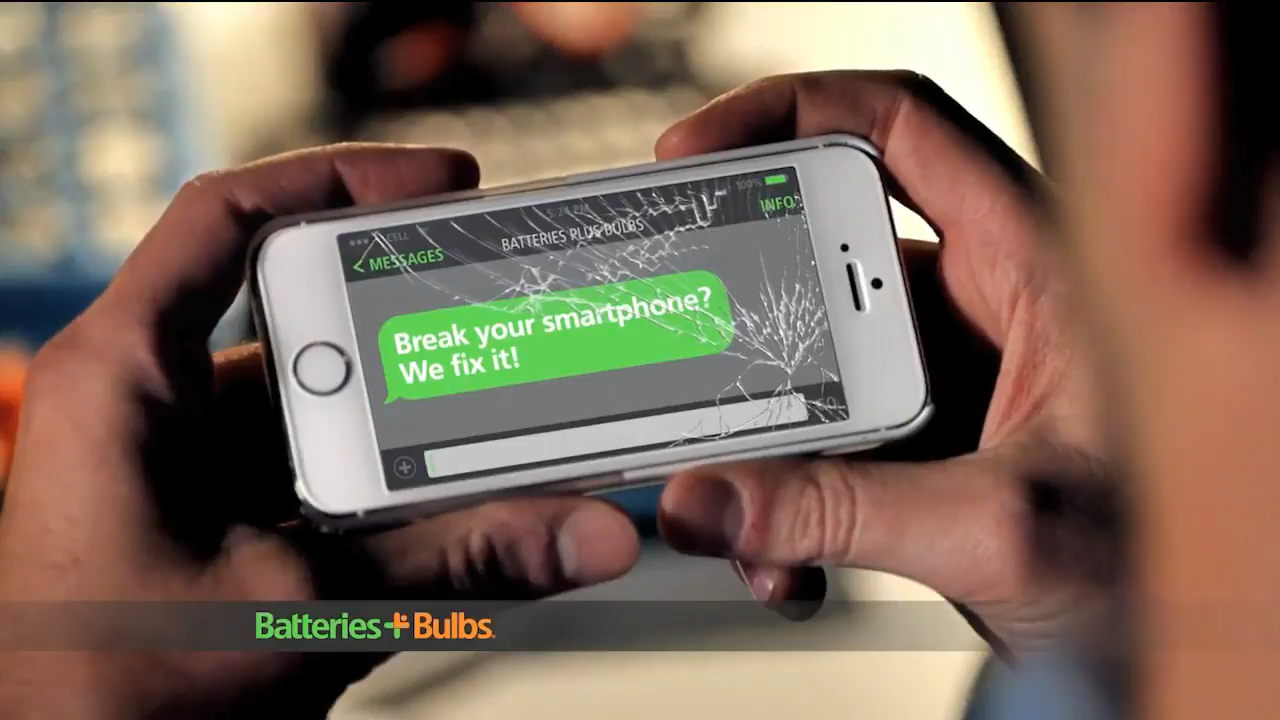 100%
INFO
BATTERIES PLUS BULBS
< MESSAGES
Break your smartphone?
We fix it!
Batteries+Bulbs